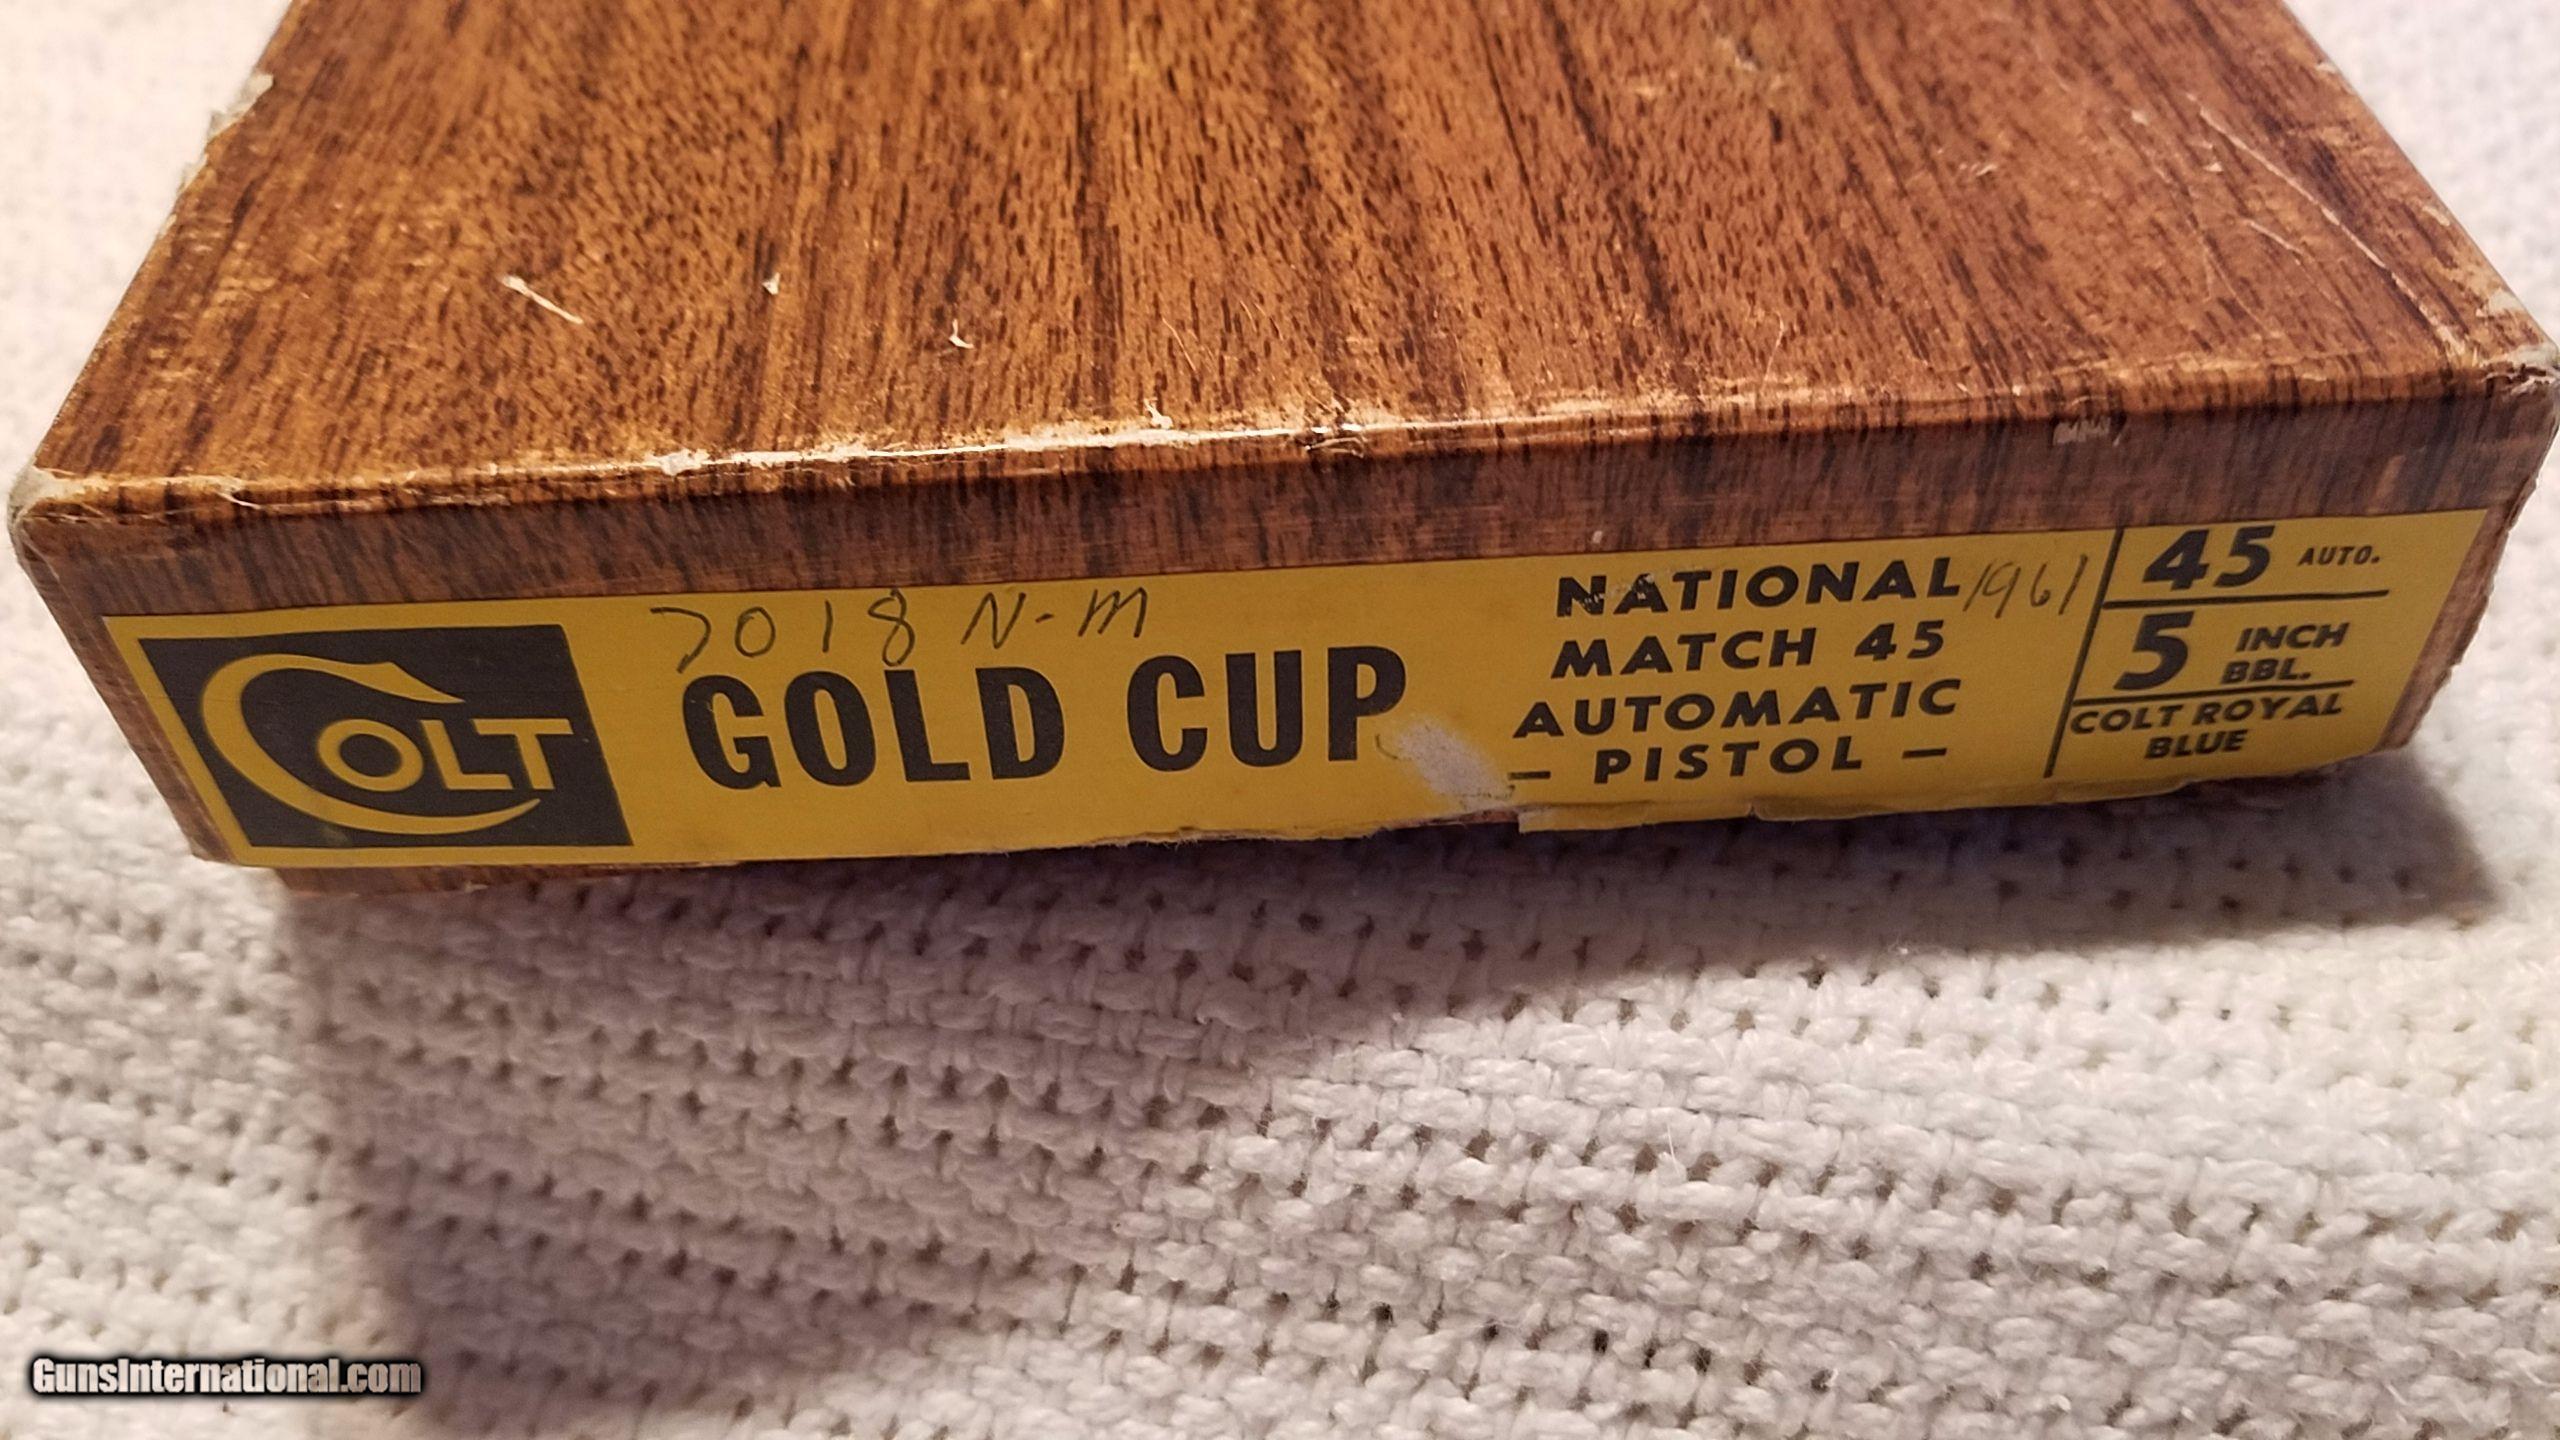 COLT
7018 N-M
GOLD CUP
NATIONAL 1961
MATCH 45
AUTOMATIC
— PISTOL —
45 AUTO.
5 INCH
BBL.
COLT ROYAL
BLUE
GunsInternational.com